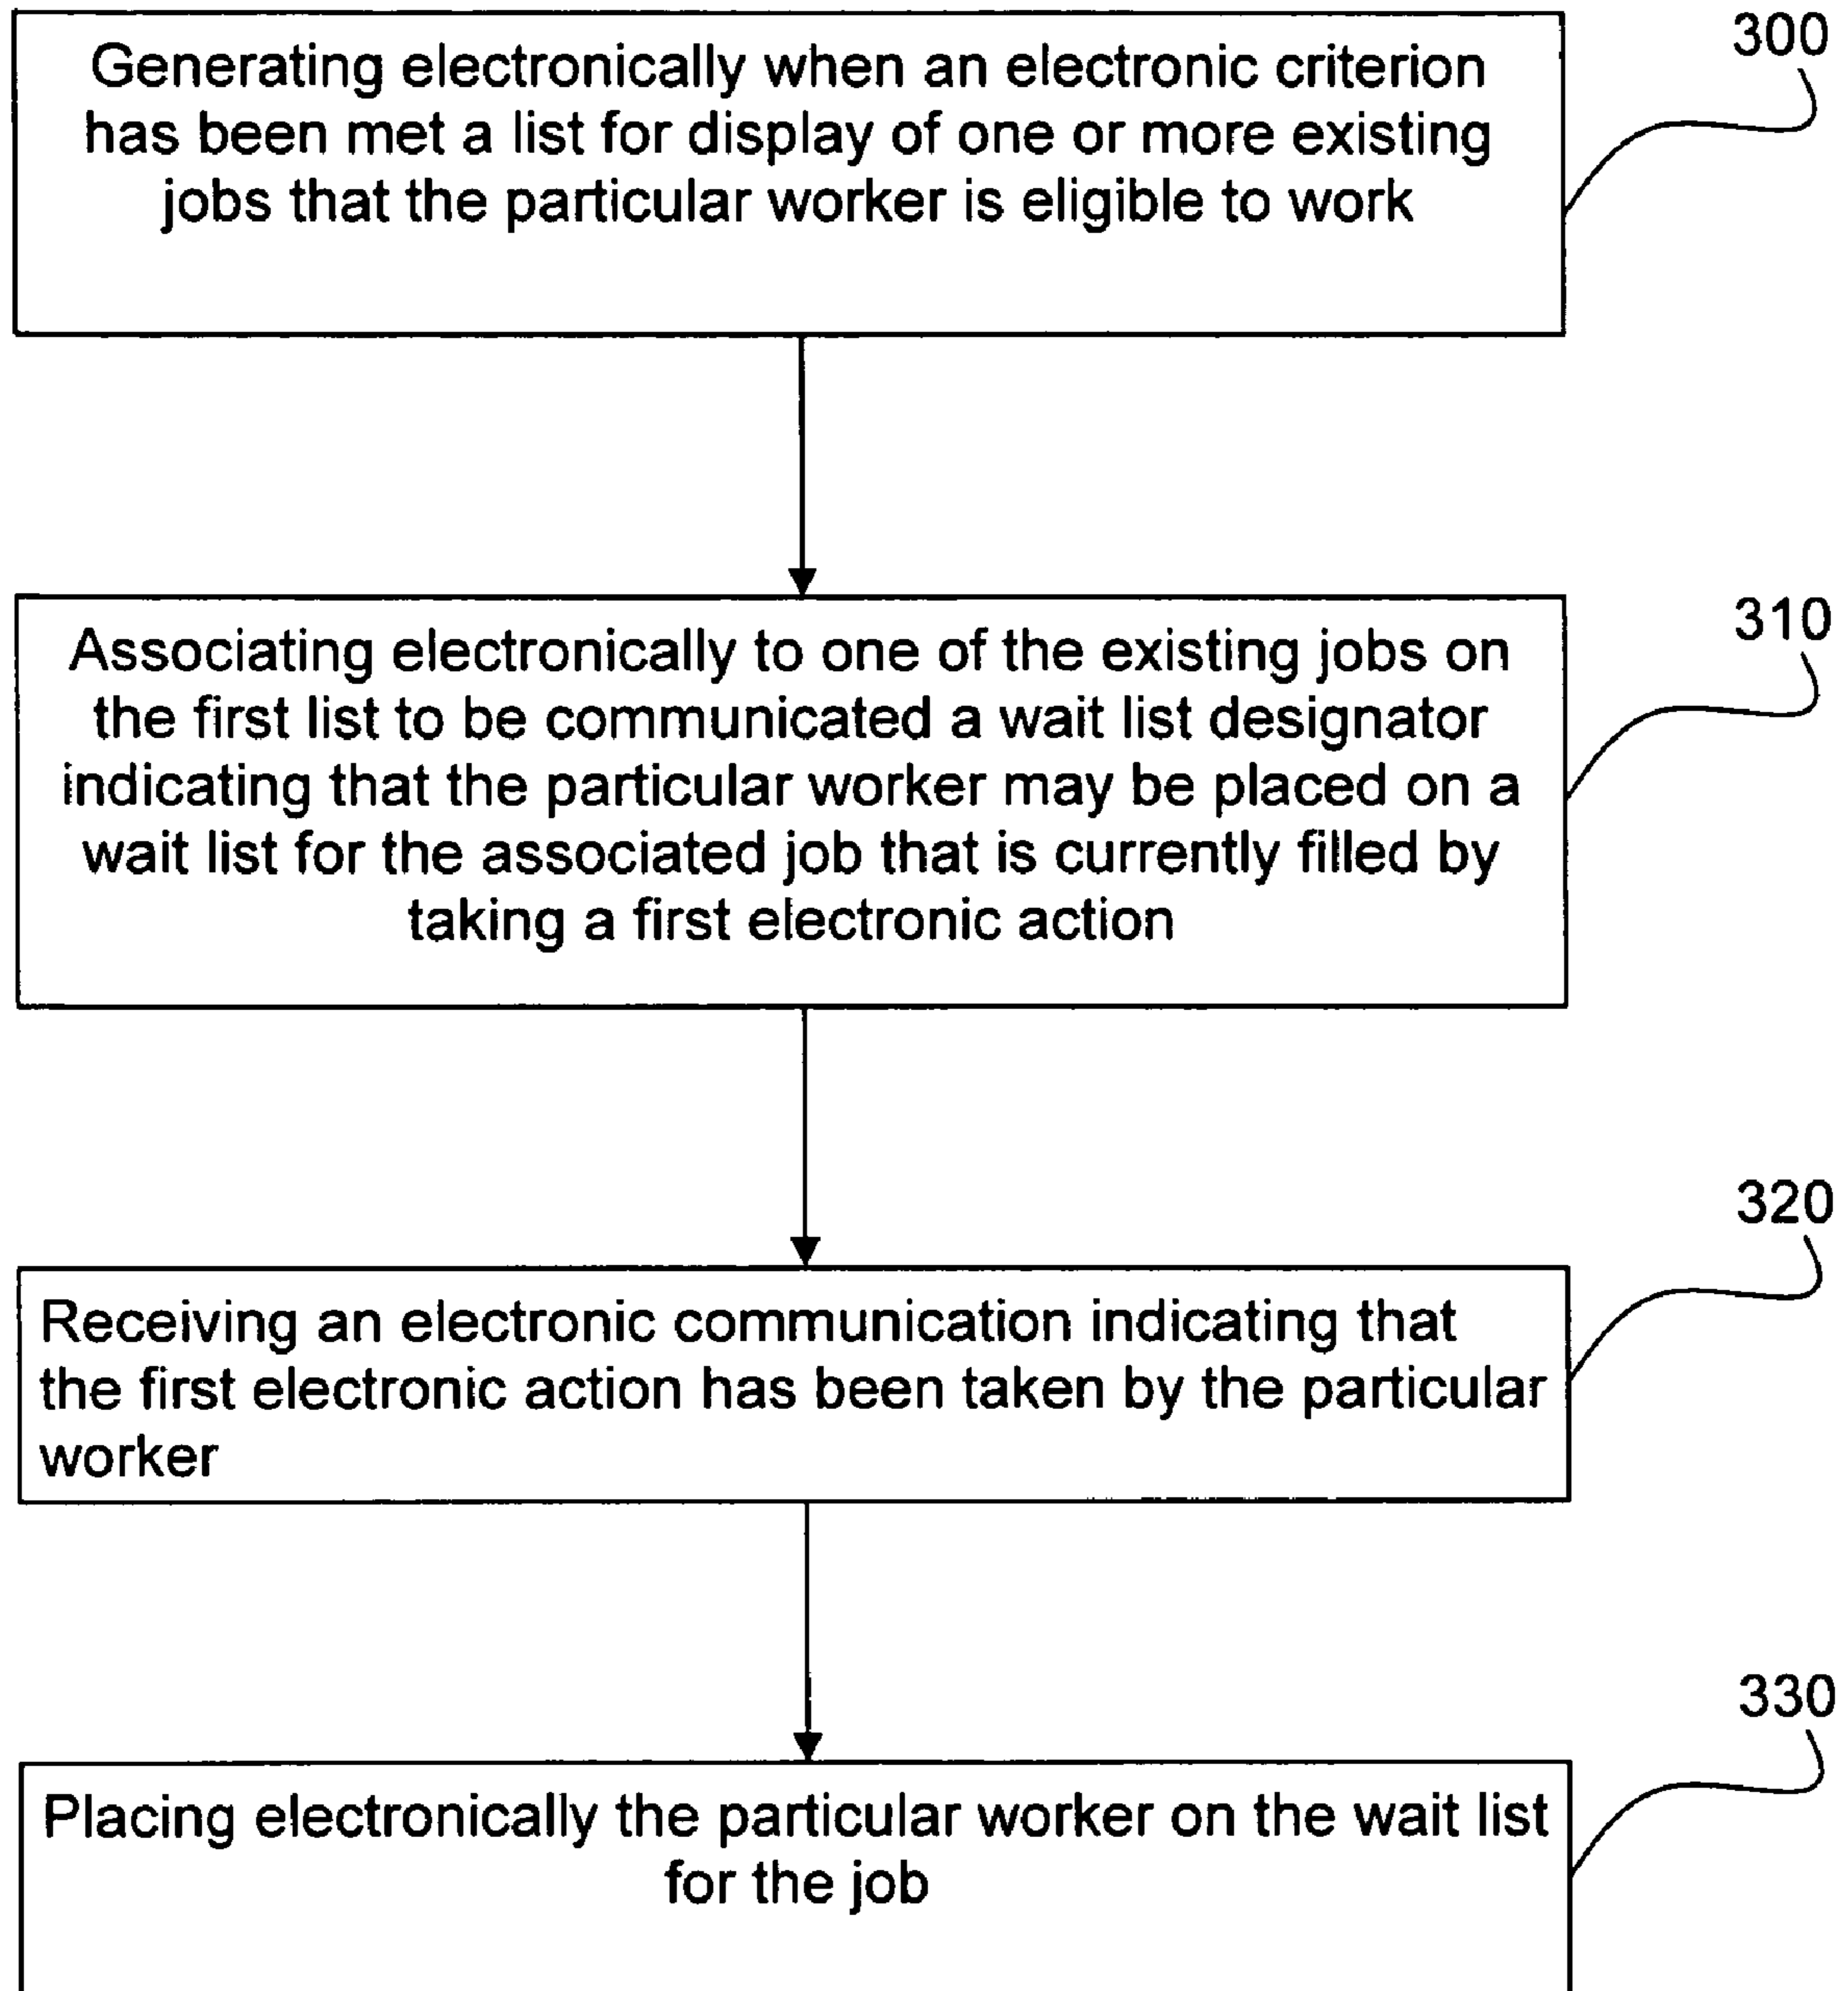 300
Generating electronically when an electronic criterion
has been met a list for display of one or more existing
jobs that the particular worker is eligible to work
310
Associating electronically to one of the existing jobs on
the first list to be communicated a wait list designator
indicating that the particular worker may be placed on a
wait list for the associated job that is currently filled by
taking a first electronic action
320
Receiving an electronic communication indicating that
the first electronic action has been taken by the particular
worker
330
Placing electronically the particular worker on the wait list
for the job